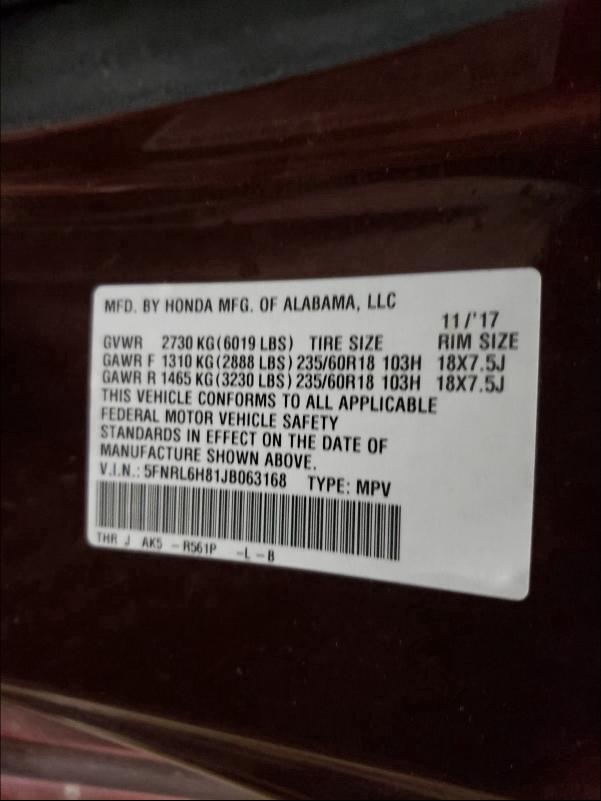 MFD. BY HONDA MFG. OF ALABAMA, LLC
11/'17
GVWR 2730 KG(6019 LBS) TIRE SIZE RIM SIZE
GAWR F 1310 KG(2888 LBS) 235/60R18 103H 18X7.5J
GAWR R 1465 KG(3230 LBS) 235/60R18 103H 18X7.5J
THIS VEHICLE CONFORMS TO ALL APPLICABLE
FEDERAL MOTOR VEHICLE SAFETY
STANDARDS IN EFFECT ON THE DATE OF
MANUFACTURE SHOWN ABOVE.
V.I.N.: 5FNRL6H81JB063168 TYPE: MPV
THR J AK5 -R561P -L-B